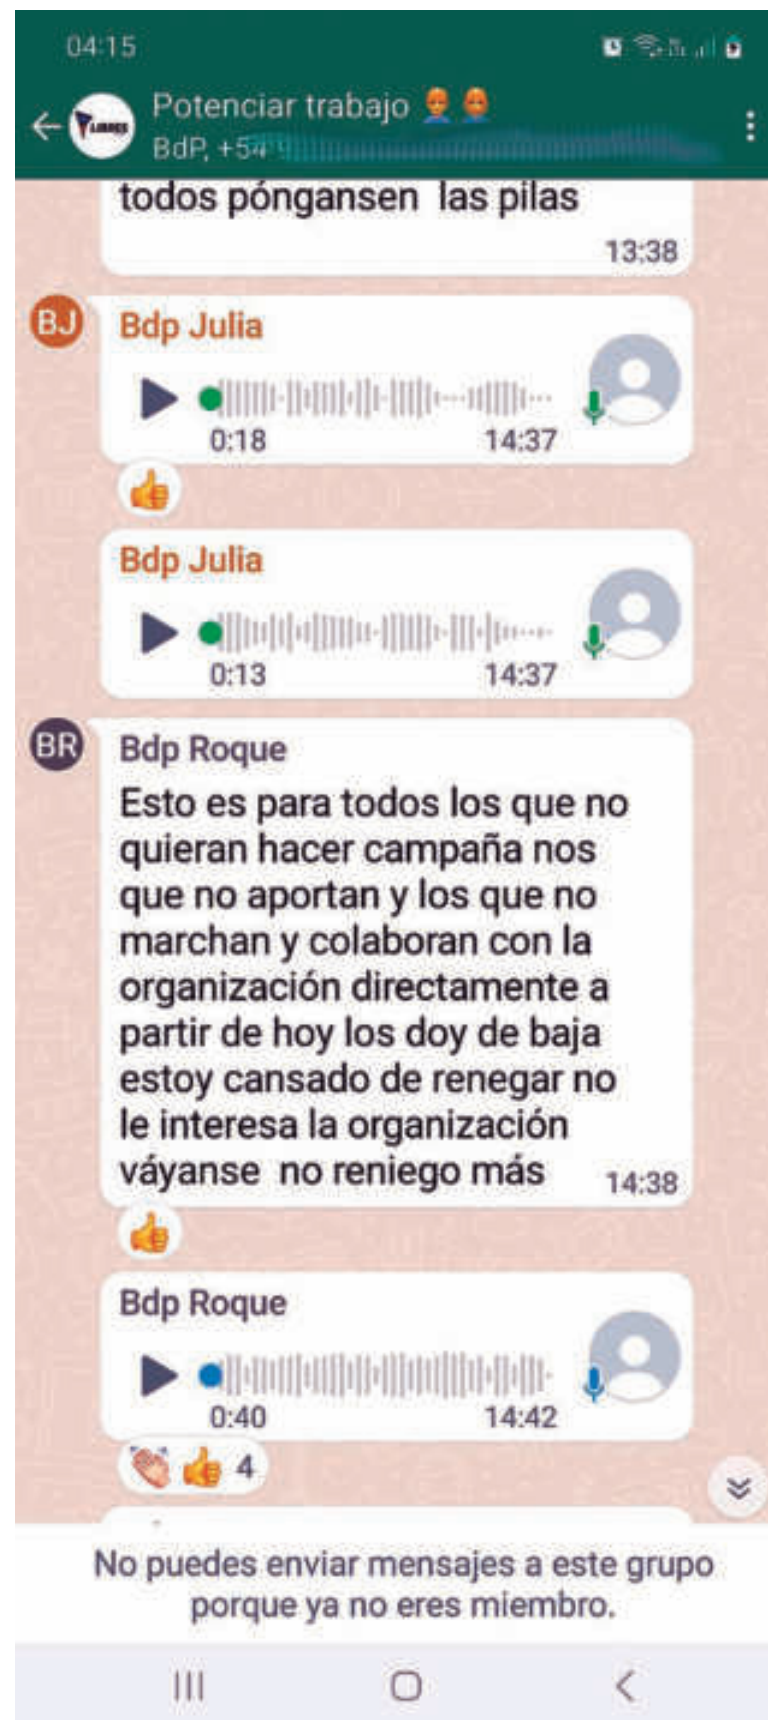 04:15
Potenciar trabajo
BdP, +54
todos póngansen las pilas
13:38
BJ
Bdp Julia
0:18 14:37
Bdp Julia
0:13 14:37
BR
Bdp Roque
Esto es para todos los que no
quieran hacer campaña nos
que no aportan y los que no
marchan y colaboran con la
organización directamente a
partir de hoy los doy de baja
estoy cansado de renegar no
le interesa la organización
váyanse no reniego más 14:38
Bdp Roque
0:40 14:42
4
No puedes enviar mensajes a este grupo
porque ya no eres miembro.